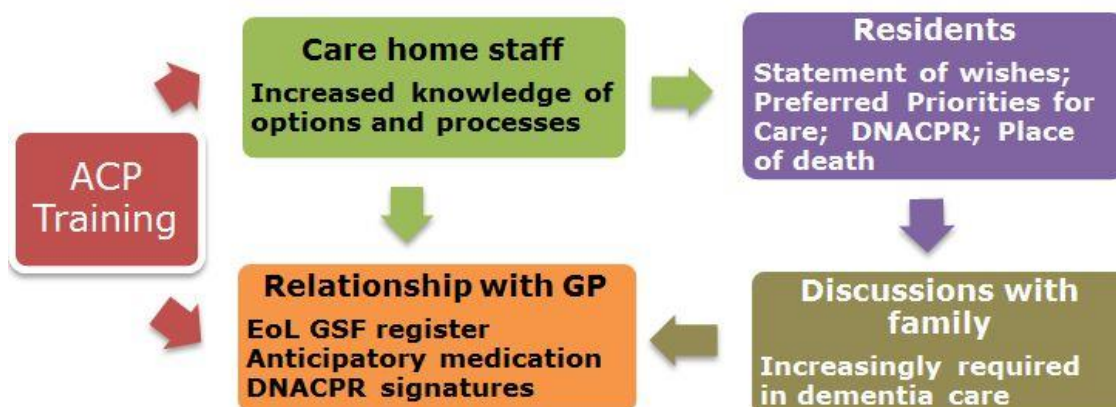 ACP
Training
Care home staff
Increased knowledge of
options and processes
Residents
Statement of wishes;
Preferred Priorities for
Care; DNACPR; Place
of death
Relationship with GP
EoL GSF register
Anticipatory medication
DNACPR signatures
Discussions with
family
Increasingly required
in dementia care